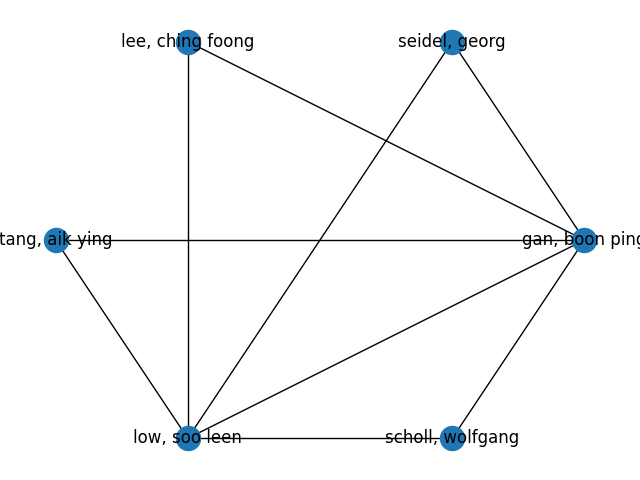 lee, ching foong
seidel, georg
tang, aik ying
gan, boon ping
low, soo leen
scholl, wolfgang